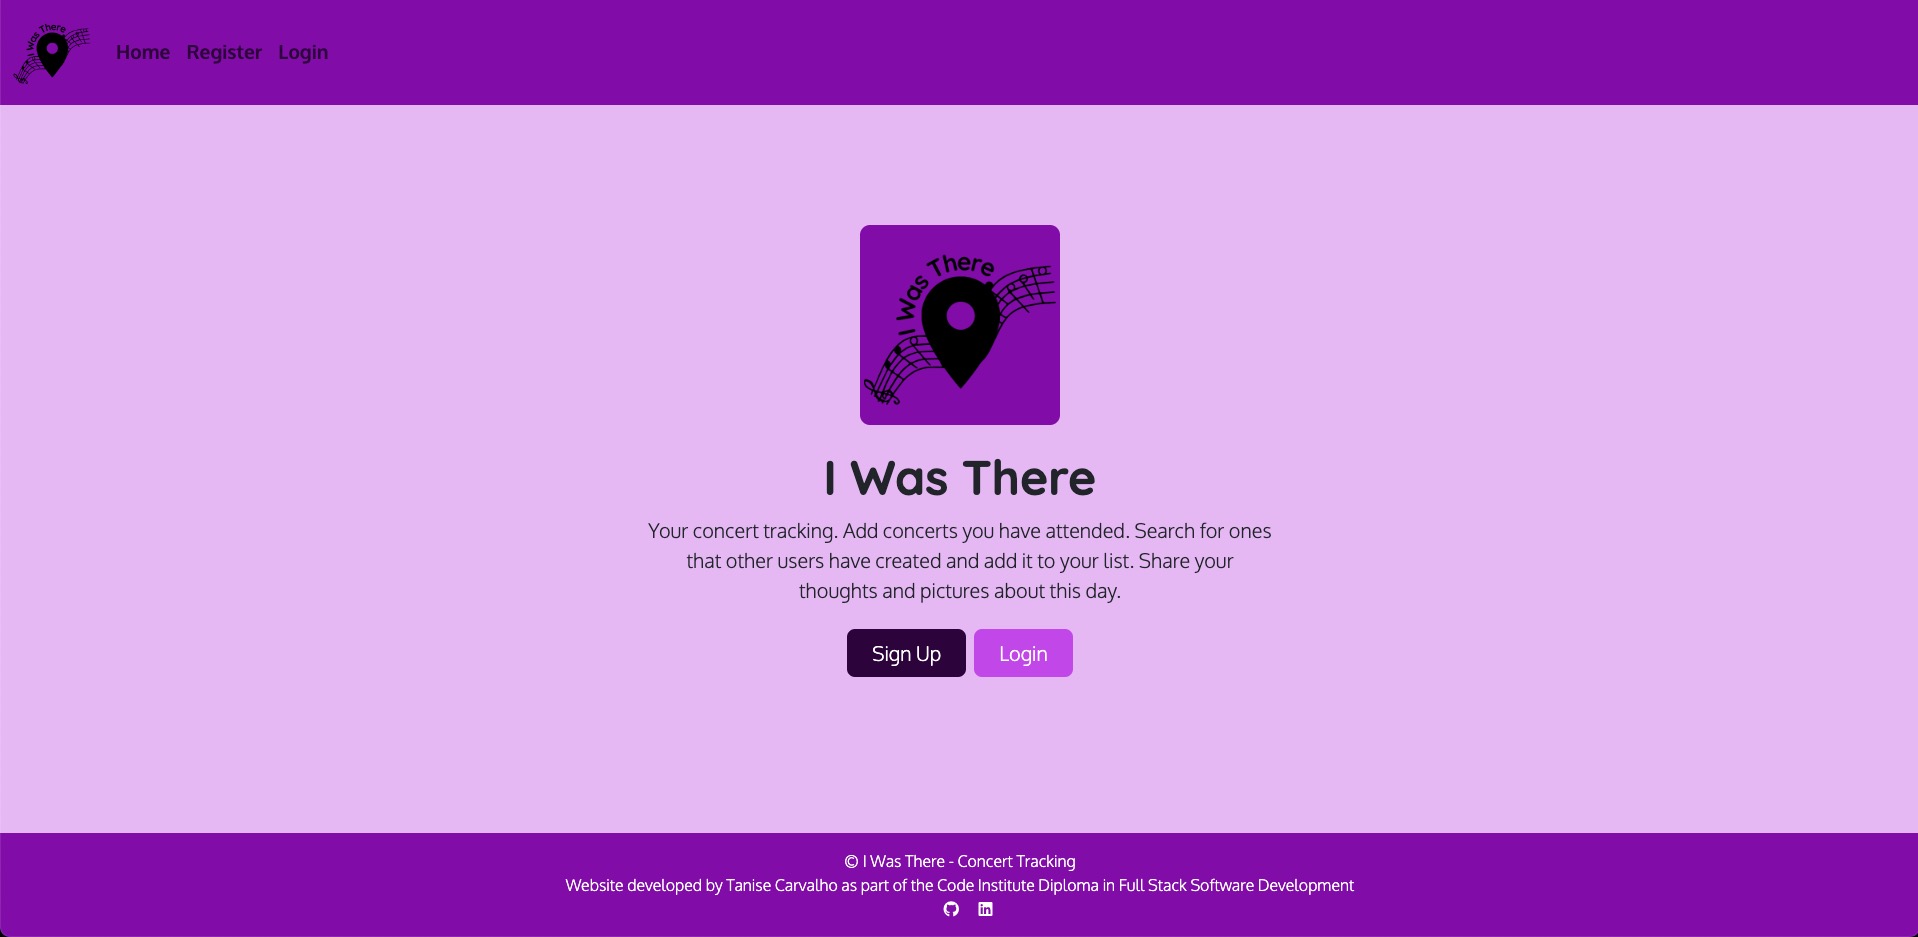 I Was There
Home Register Login
I Was There
I Was There
Your concert tracking. Add concerts you have attended. Search for ones
that other users have created and add it to your list. Share your
thoughts and pictures about this day.
Sign Up Login
© I Was There - Concert Tracking
Website developed by Tanise Carvalho as part of the Code Institute Diploma in Full Stack Software Development